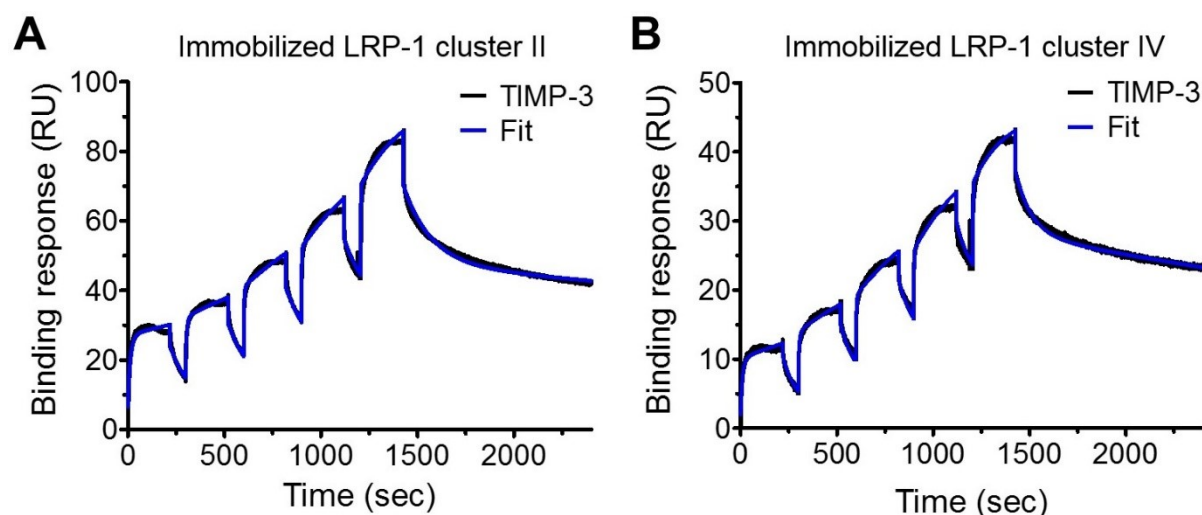 A
Immobilized LRP-1 cluster II
TIMP-3
Fit
Binding response (RU)
100
80
60
40
20
0
0 500 1000 1500 2000
Time (sec)
B
Immobilized LRP-1 cluster IV
TIMP-3
Fit
Binding response (RU)
50
40
30
20
10
0
0 500 1000 1500 2000
Time (sec)